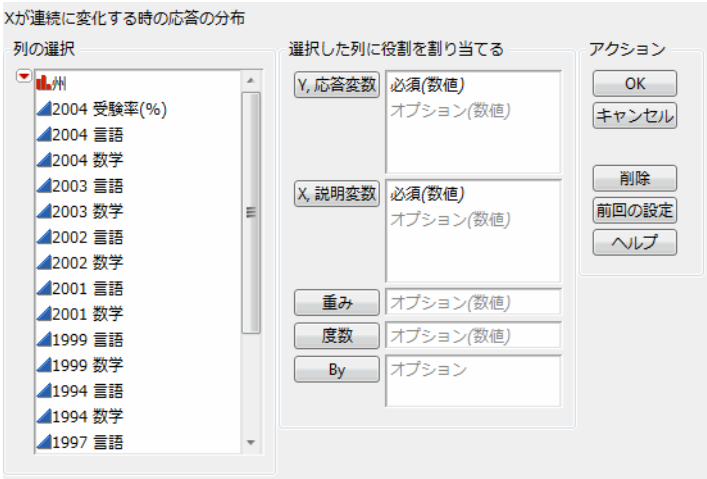 Xが連続に変化する時の応答の分布
列の選択
州
2004 受験率(%)
2004 言語
2004 数学
2003 言語
2003 数学
2002 言語
2002 数学
2001 言語
2001 数学
1999 言語
1999 数学
1994 言語
1994 数学
1997 言語
選択した列に役割を割り当てる
Y, 応答変数
必須(数値)
オプション(数値)
X, 説明変数
必須(数値)
オプション(数値)
重み
オプション(数値)
度数
オプション(数値)
By
オプション
アクション
OK
キャンセル
削除
前回の設定
ヘルプ